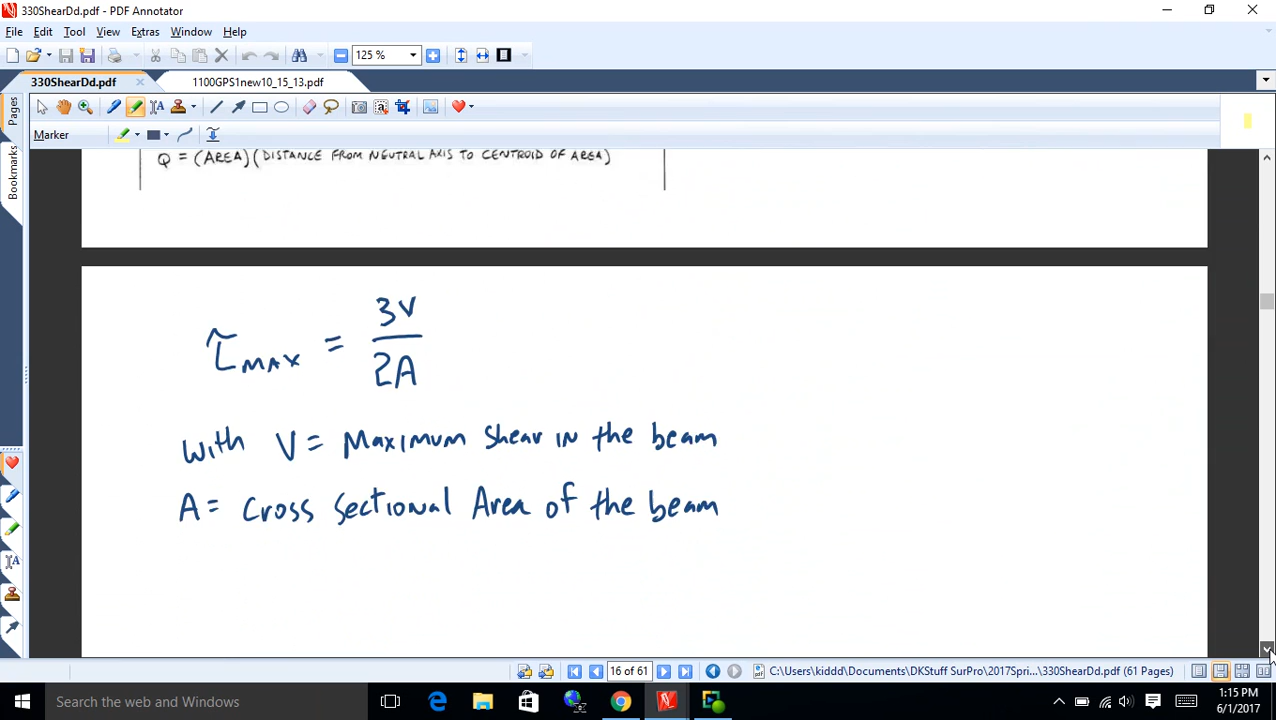 330ShearDd.pdf - PDF Annotator
File Edit Tool Extras View Window Help
125 %
330ShearDd.pdf × 1100GPS1new10_15_13.pdf
Marker
Pages
Bookmarks
Q = (AREA)(DISTANCE FROM NEUTRAL AXIS TO CENTROID OF AREA)
τMAX = 3V / 2A
With V = Maximum Shear in the beam
A = Cross Sectional Area of the beam
16 of 61
C:\Users\kiddd\Documents\DKStuff SurPro\2017Spri...\330ShearDd.pdf (61 Pages)
Search the web and Windows
1:15 PM
6/1/2017